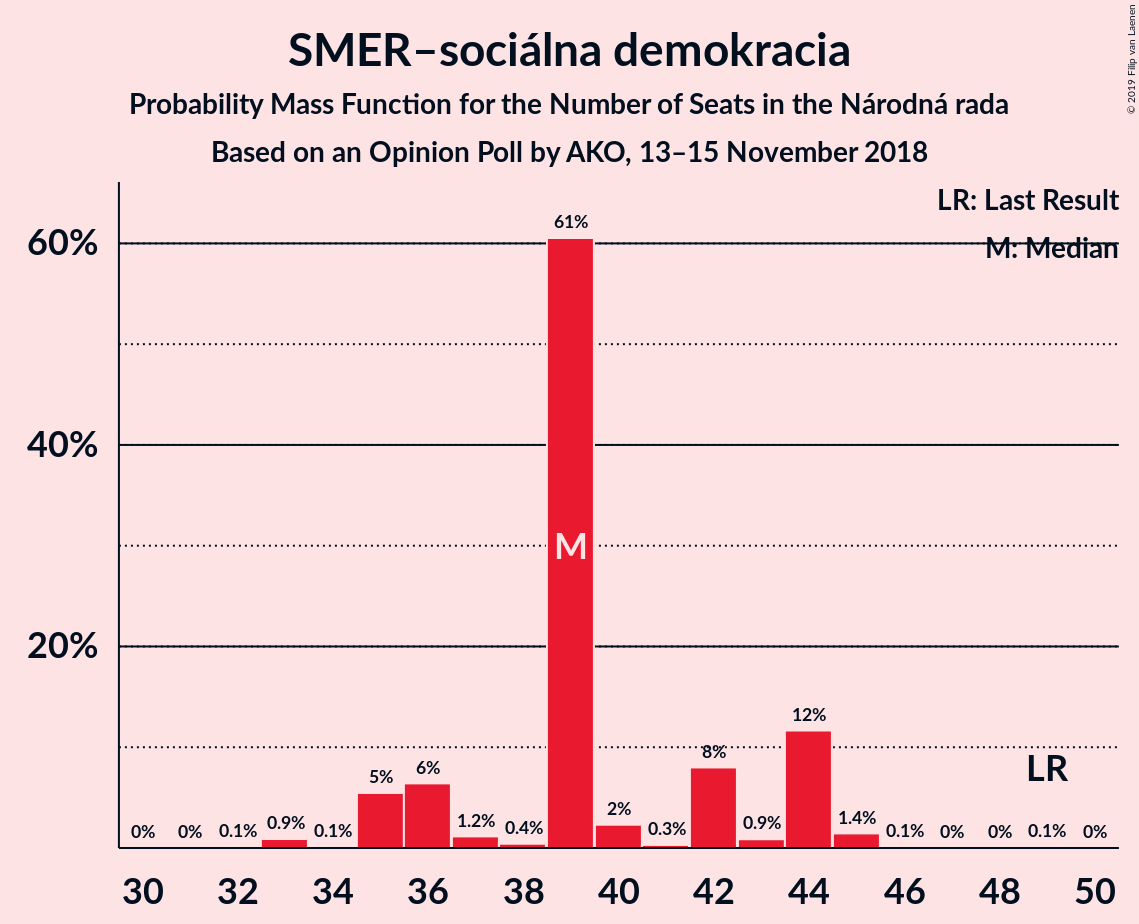 SMER–sociálna demokracia
Probability Mass Function for the Number of Seats in the Národná rada
Based on an Opinion Poll by AKO, 13–15 November 2018
© 2019 Filip van Laenen
LR: Last Result
M: Median
60%
40%
20%
0%
0%
0.1%
0.9%
0.1%
5%
6%
1.2%
0.4%
61%
M
2%
0.3%
8%
0.9%
12%
1.4%
0.1%
0%
0%
0.1%
0%
LR
30 32 34 36 38 40 42 44 46 48 50